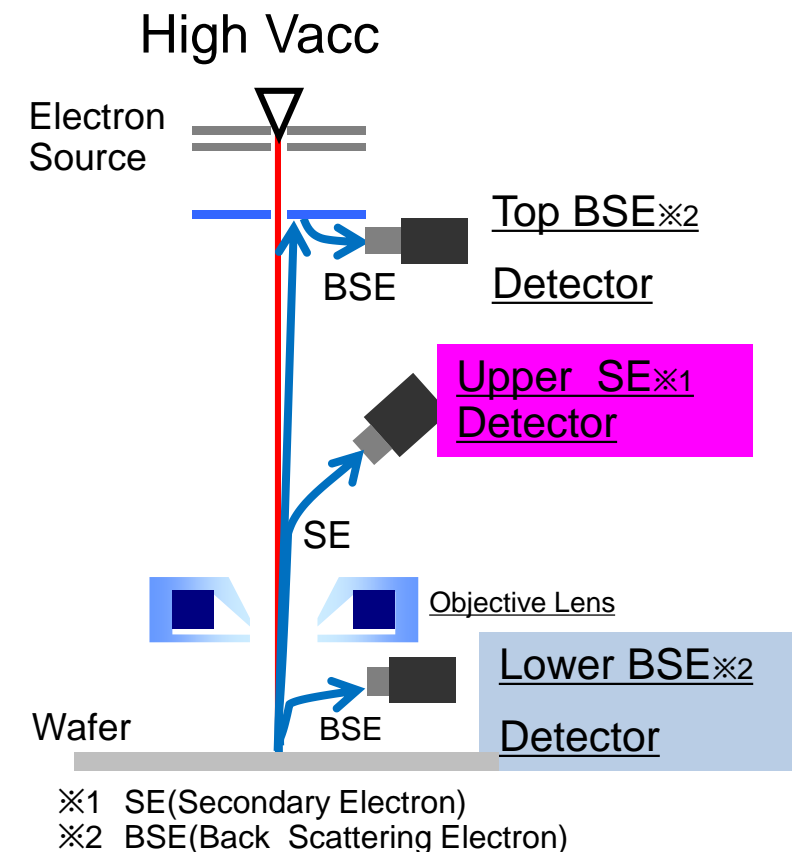 High Vacc
Electron
Source
Top BSE※2
Detector
BSE
Upper SE※1
Detector
SE
Objective Lens
Lower BSE※2
Detector
BSE
Wafer
※1 SE(Secondary Electron)
※2 BSE(Back Scattering Electron)